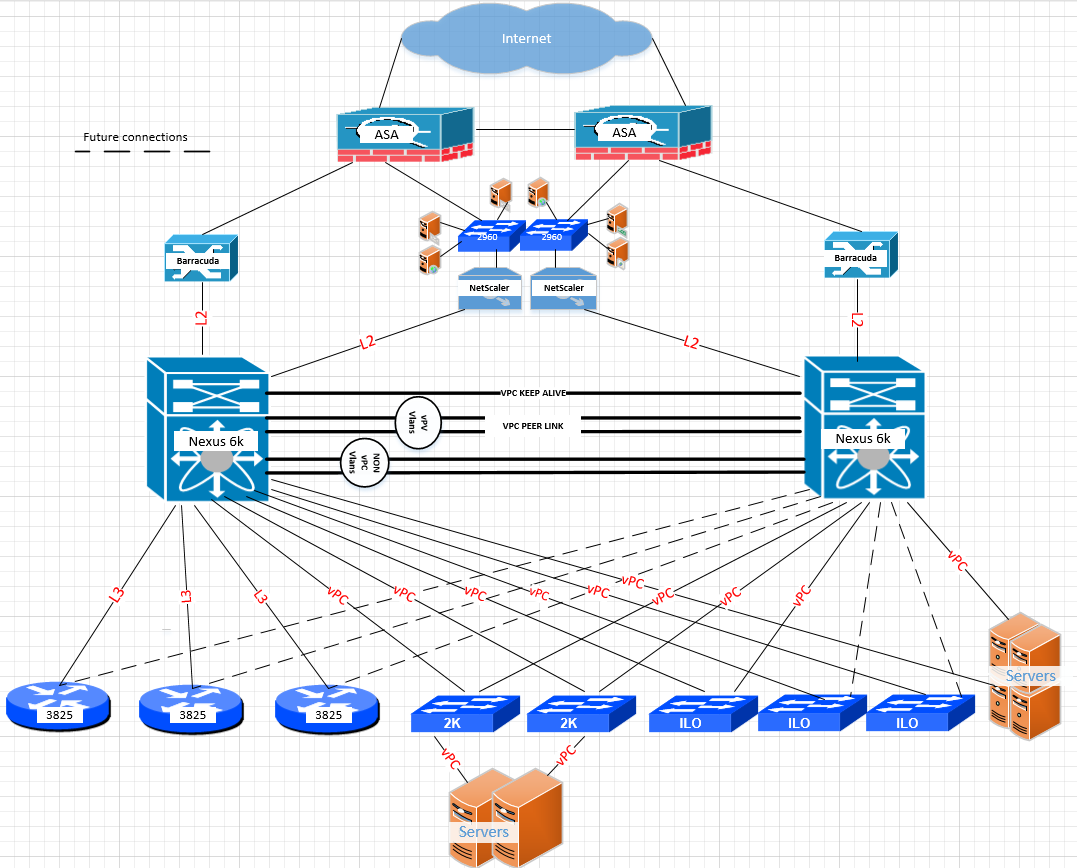 Internet
Future connections
ASA
ASA
2960
2960
Barracuda
Barracuda
NetScaler
NetScaler
L2
L2
L2
L2
VPC KEEP ALIVE
vPV
Vlans
VPC PEER LINK
Nexus 6k
Nexus 6k
NON
vPC
Vlans
vPC
L3
L3
L3
vPC
vPC
vPC
vPC
vPC
vPC
vPC
vPC
vPC
Servers
3825
3825
3825
2K
2K
ILO
ILO
ILO
vPC
vPC
Servers